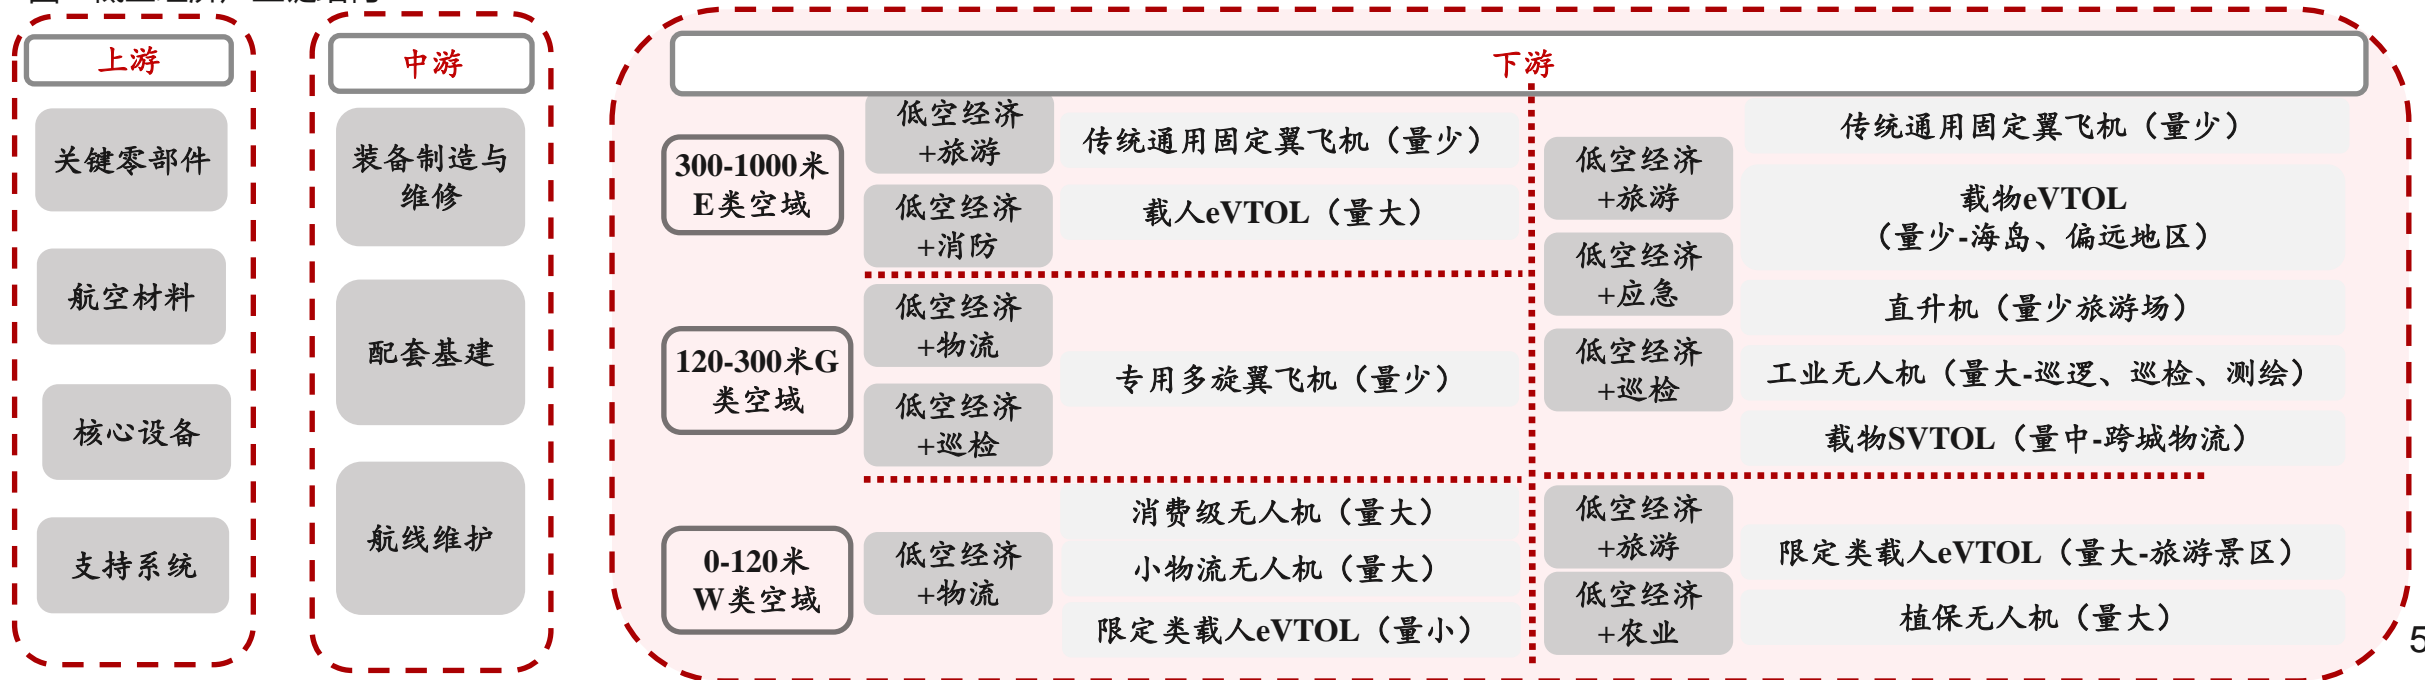 上游
关键零部件
航空材料
核心设备
支持系统
中游
装备制造与
维修
配套基建
航线维护
下游
300-1000米
E类空域
低空经济
+旅游
低空经济
+消防
传统通用固定翼飞机（量少）
载人eVTOL（量大）
120-300米G
类空域
低空经济
+物流
低空经济
+巡检
专用多旋翼飞机（量少）
0-120米
W类空域
低空经济
+物流
消费级无人机（量大）
小物流无人机（量大）
限定类载人eVTOL（量小）
低空经济
+旅游
低空经济
+应急
低空经济
+巡检
传统通用固定翼飞机（量少）
载物eVTOL
（量少-海岛、偏远地区）
直升机（量少旅游场）
工业无人机（量大-巡逻、巡检、测绘）
载物SVTOL（量中-跨城物流）
低空经济
+旅游
低空经济
+农业
限定类载人eVTOL（量大-旅游景区）
植保无人机（量大）
5